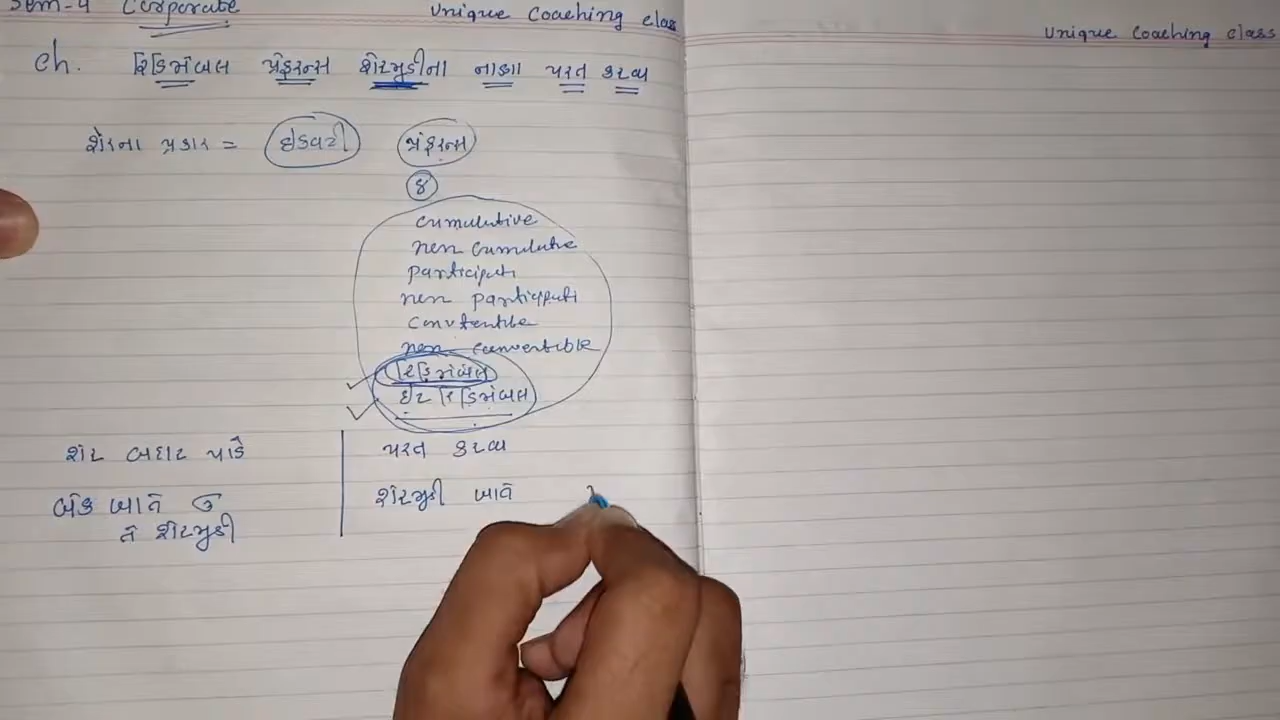 Sem-4 Corporate Unique Coaching Class
Unique Coaching Class
Ch. રિડિમેબલ પ્રેફરન્સ શેરમુડીના નાણા પરત કરવા
શેરના પ્રકાર = ઇકવિટી પ્રેફરન્સ
8
cumulative
non cumulative
participati
non participati
convertible
non convertible
રિડિમેબલ
ઇર રિડિમેબલ
શેર બહાર પાડે પરત કરવા
બેંક ખાતે ઉ શેરમુડી ખાતે
તે શેરમુડી